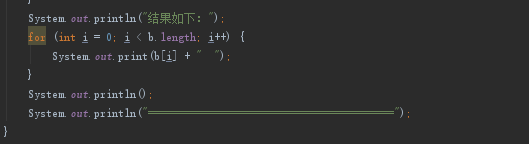 }
System.out.println("结果如下: ");
for (int i = 0; i < b.length; i++) {
System.out.print(b[i] + "  ");
}
System.out.println();
System.out.println("═══════════════════════════════════");
}